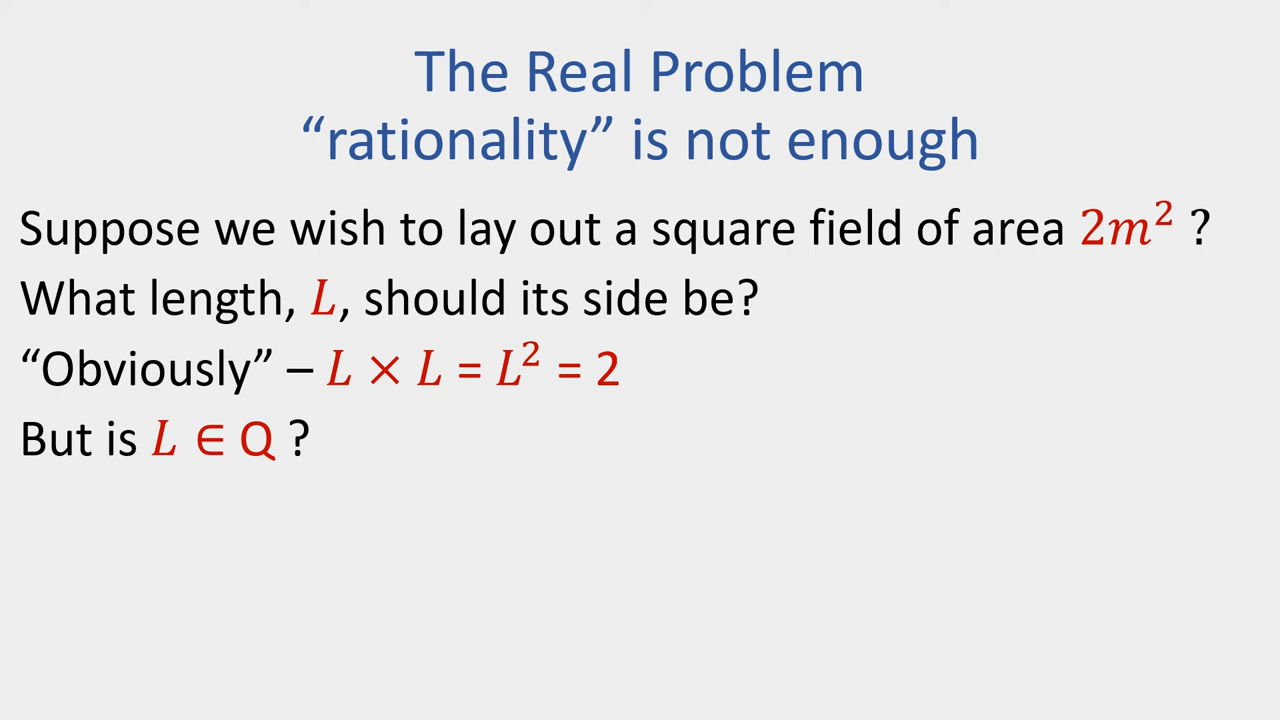 The Real Problem
“rationality” is not enough
Suppose we wish to lay out a square field of area 2𝑚² ?
What length, 𝐿, should its side be?
“Obviously” – 𝐿 × 𝐿 = 𝐿² = 2
But is 𝐿 ∈ Q ?